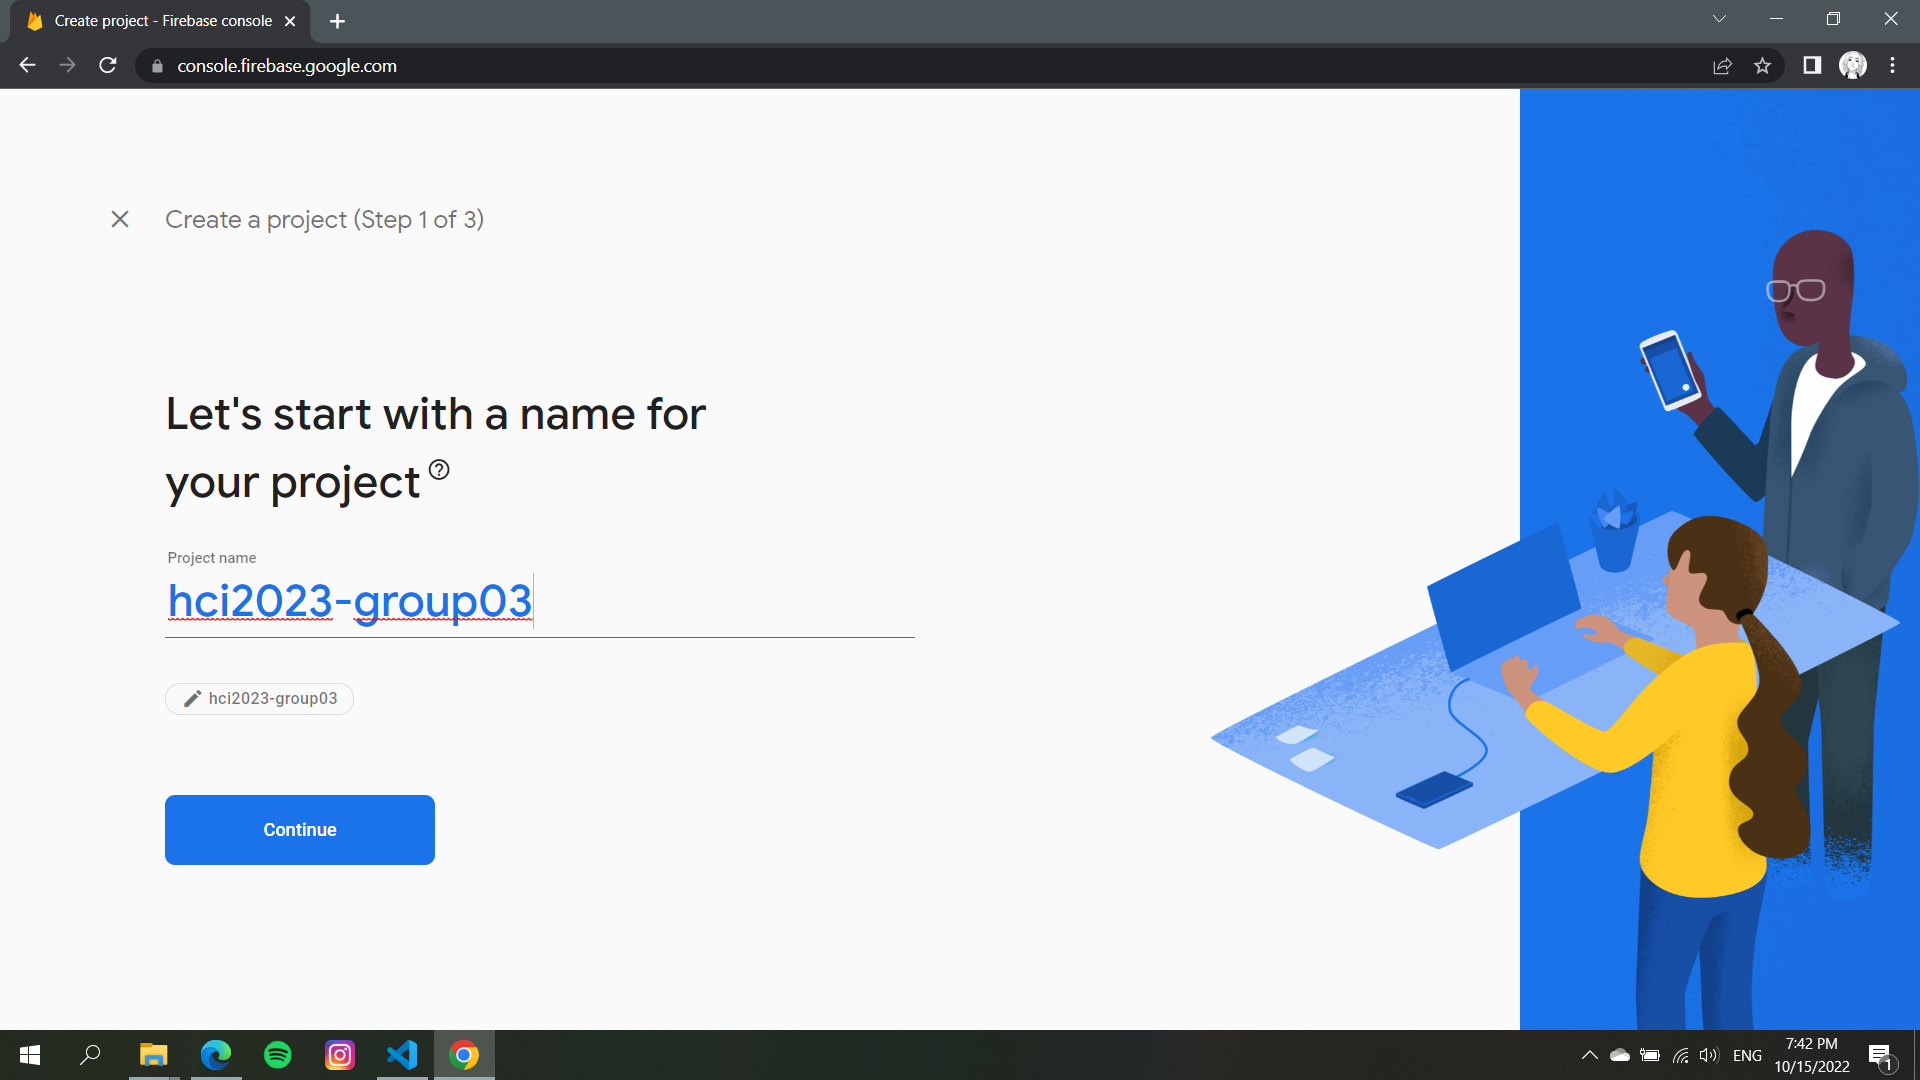 Create project - Firebase console
console.firebase.google.com
Create a project (Step 1 of 3)
Let's start with a name for
your project
Project name
hci2023-group03
hci2023-group03
Continue
ENG
7:42 PM
10/15/2022
1